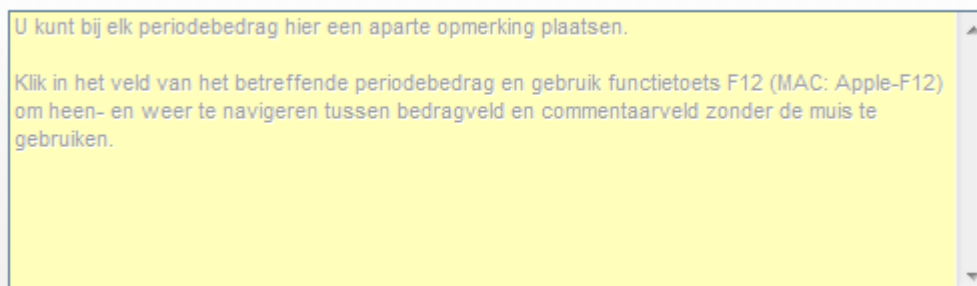 U kunt bij elk periodebedrag hier een aparte opmerking plaatsen.
Klik in het veld van het betreffende periodebedrag en gebruik functietoets F12 (MAC: Apple-F12)
om heen- en weer te navigeren tussen bedragveld en commentaarveld zonder de muis te
gebruiken.